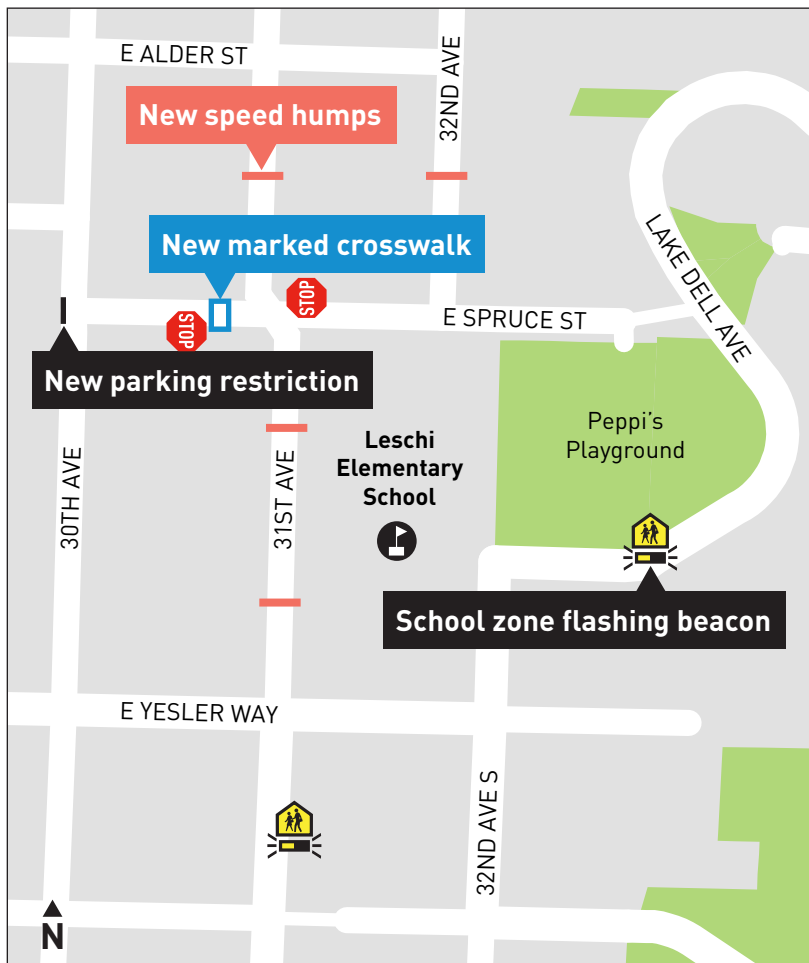 E ALDER ST
32ND AVE
New speed humps
New marked crosswalk
LAKE DELL AVE
STOP
STOP
E SPRUCE ST
New parking restriction
Peppi's
Playground
Leschi
Elementary
School
30TH AVE
31ST AVE
School zone flashing beacon
E YESLER WAY
32ND AVE S
N